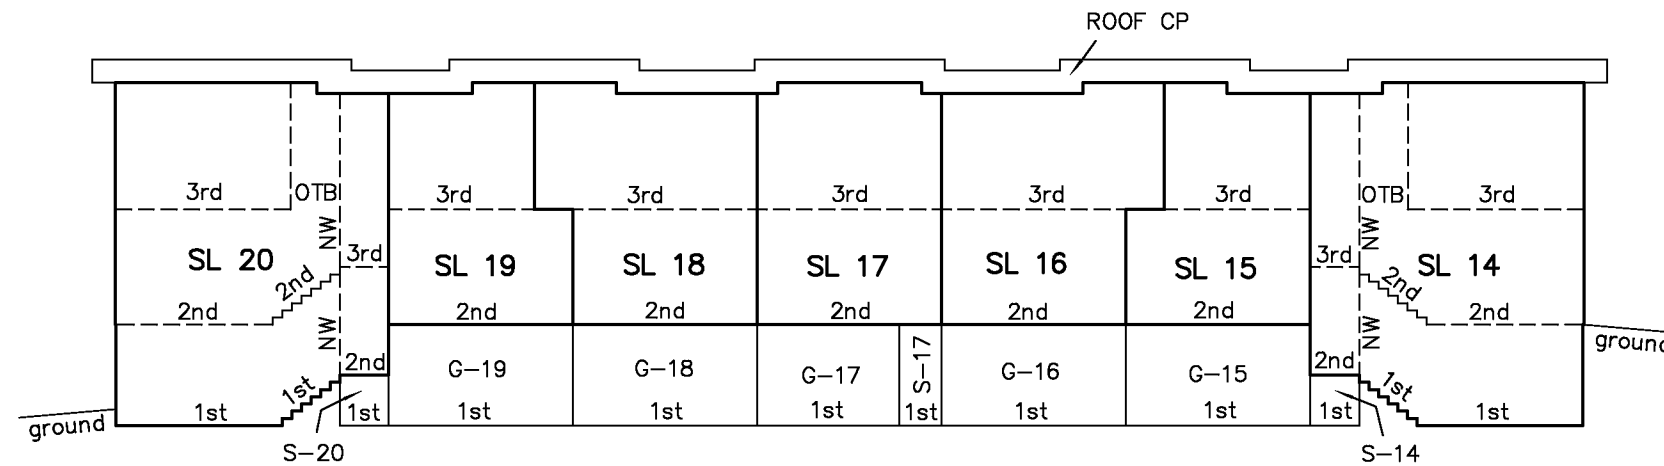 ROOF CP
3rd OTB 3rd 3rd 3rd 3rd 3rd OTB 3rd
NW NW
SL 20 3rd SL 19 SL 18 SL 17 SL 16 SL 15 3rd SL 14
2nd 2nd 2nd 2nd 2nd 2nd 2nd 2nd 2nd
NW NW
2nd G-19 G-18 G-17 S-17 G-16 G-15 2nd
1st 1st 1st 1st 1st 1st 1st 1st 1st 1st 1st 1st
ground ground
S-20 S-14